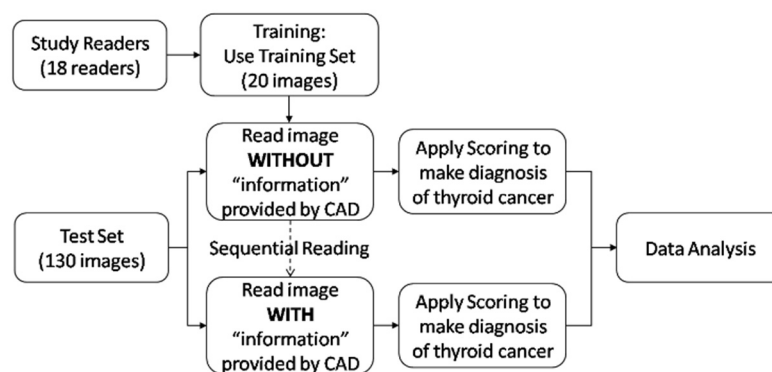 Study Readers
(18 readers)
Training:
Use Training Set
(20 images)
Read image
WITHOUT
“information”
provided by CAD
Apply Scoring to
make diagnosis
of thyroid cancer
Test Set
(130 images)
Sequential Reading
Data Analysis
Read image
WITH
“information”
provided by CAD
Apply Scoring to
make diagnosis
of thyroid cancer